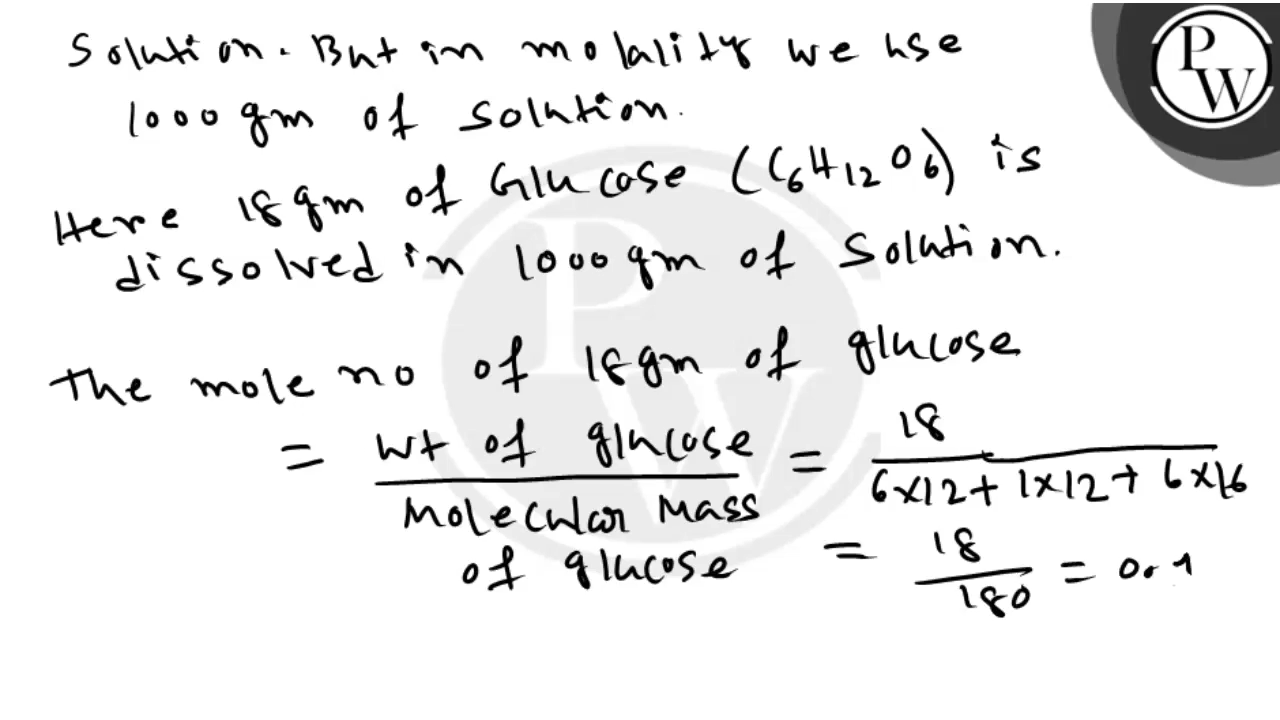 Solution. But in molality we use
1000 gm of solution.
Here 18 gm of Glucose (C6H12O6) is
dissolved in 1000 gm of solution.
The mole no of 18 gm of glucose
= wt of glucose / Molecular Mass of glucose = 18 / 6×12 + 1×12 + 6×16
= 18 / 180 = 0.1
PW